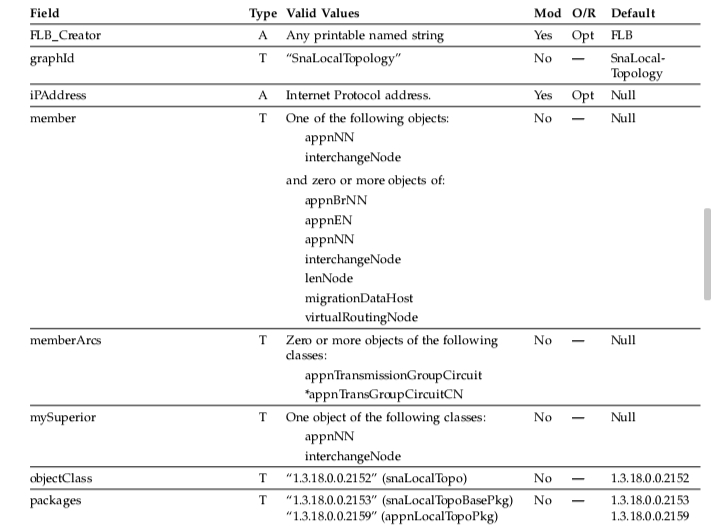 Field Type Valid Values Mod O/R Default
FLB_Creator A Any printable named string Yes Opt FLB
graphId T “SnaLocalTopology” No — SnaLocal-
Topology
iPAddress A Internet Protocol address. Yes Opt Null
member T One of the following objects: No — Null
appnNN
interchangeNode
and zero or more objects of:
appnBrNN
appnEN
appnNN
interchangeNode
lenNode
migrationDataHost
virtualRoutingNode
memberArcs T Zero or more objects of the following No — Null
classes:
appnTransmissionGroupCircuit
*appnTransGroupCircuitCN
mySuperior T One object of the following classes: No — Null
appnNN
interchangeNode
objectClass T “1.3.18.0.0.2152” (snaLocalTopo) No — 1.3.18.0.0.2152
packages T “1.3.18.0.0.2153” (snaLocalTopoBasePkg) No — 1.3.18.0.0.2153
“1.3.18.0.0.2159” (appnLocalTopoPkg) 1.3.18.0.0.2159